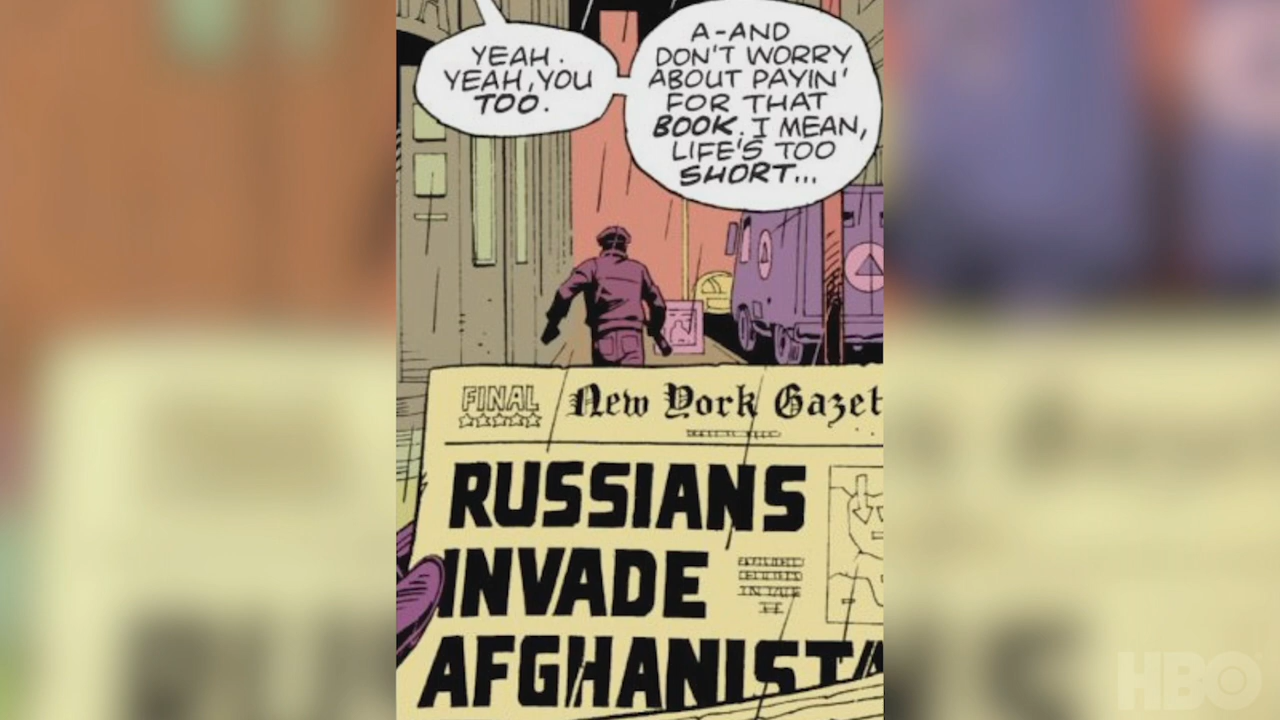 YEAH.
YEAH, YOU
TOO.
A-AND
DON'T WORRY
ABOUT PAYIN'
FOR THAT
BOOK. I MEAN,
LIFE'S TOO
SHORT...
FINAL
New York Gazet
RUSSIANS
INVADE
AFGHANISTA
HBO